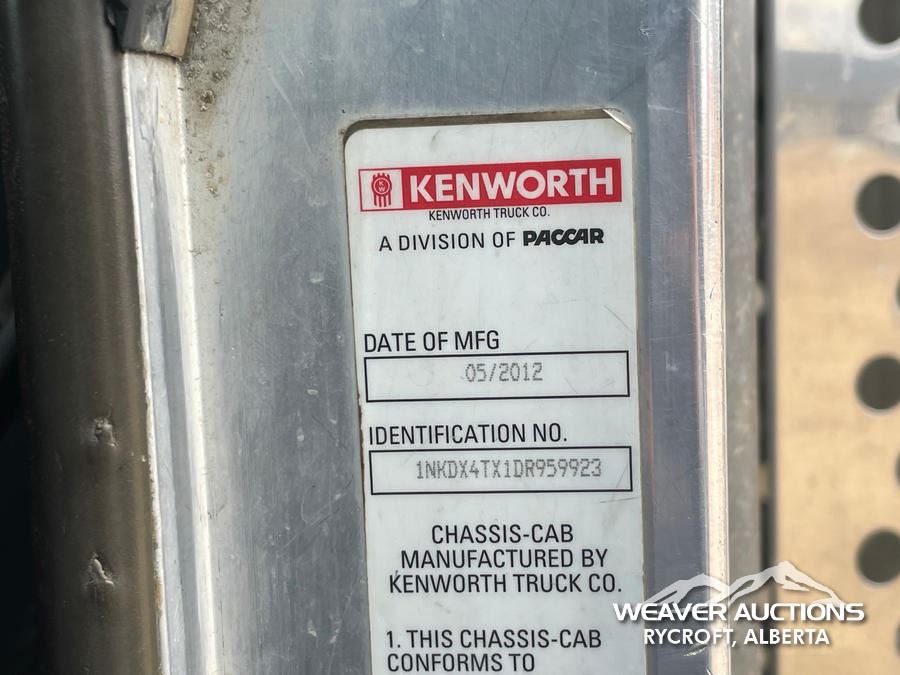 KENWORTH
KENWORTH TRUCK CO.
A DIVISION OF PACCAR
DATE OF MFG
05/2012
IDENTIFICATION NO.
1NKDX4TX1DR959923
CHASSIS-CAB
MANUFACTURED BY
KENWORTH TRUCK CO.
1. THIS CHASSIS-CAB
CONFORMS TO
WEAVER AUCTIONS
RYCROFT, ALBERTA